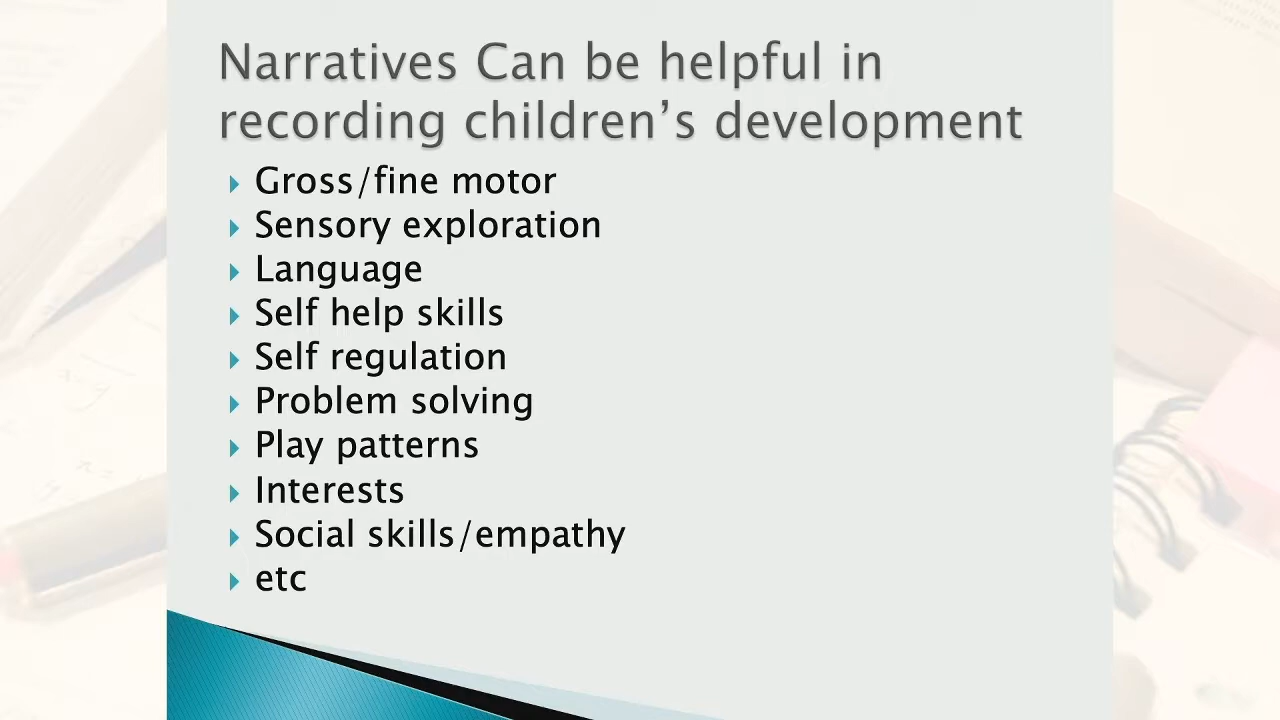 Narratives Can be helpful in
recording children’s development
Gross/fine motor
Sensory exploration
Language
Self help skills
Self regulation
Problem solving
Play patterns
Interests
Social skills/empathy
etc